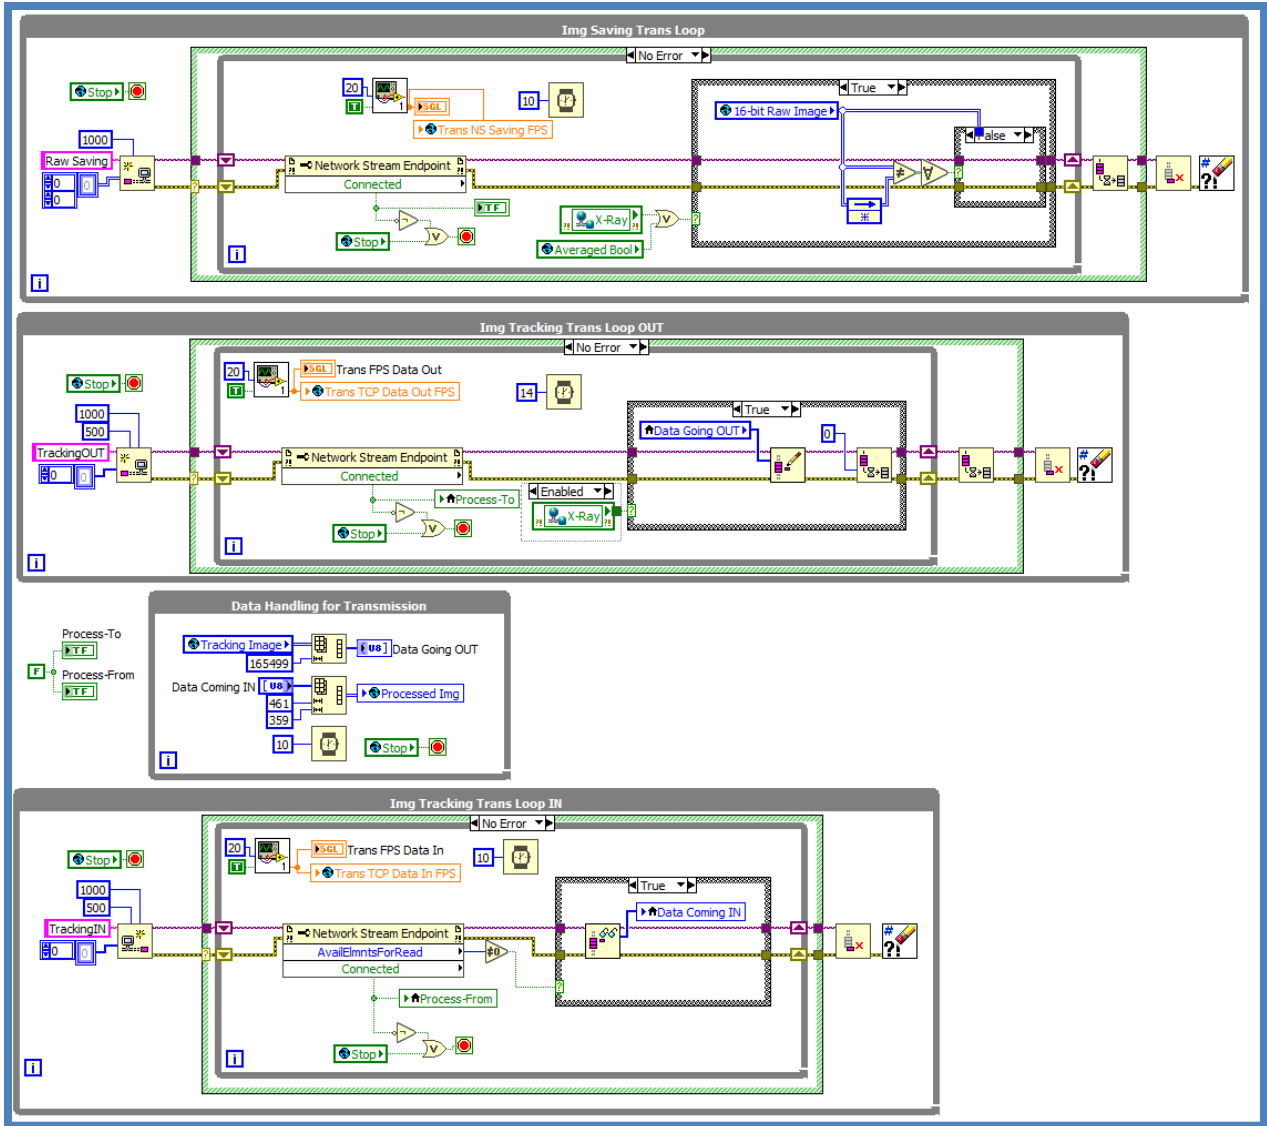 Img Saving Trans Loop
No Error
Stop
20
T
1
SGL
Trans NS Saving FPS
10
True
16-bit Raw Image
False
1000
Raw Saving
0
0
0
Network Stream Endpoint
Connected
TF
Stop
X-Ray
Averaged Bool
i
i
Img Tracking Trans Loop OUT
No Error
Stop
20
T
1
SGL
Trans FPS Data Out
Trans TCP Data Out FPS
14
True
Data Going OUT
0
1000
500
TrackingOUT
0
0
Network Stream Endpoint
Connected
Process-To
Enabled
X-Ray
Stop
i
i
Data Handling for Transmission
Process-To
TF
F
Process-From
TF
Tracking Image
165499
U8
Data Going OUT
Data Coming IN
U8
461
359
Processed Img
10
Stop
i
Img Tracking Trans Loop IN
No Error
Stop
20
T
1
SGL
Trans FPS Data In
Trans TCP Data In FPS
10
True
Data Coming IN
1000
500
TrackingIN
0
0
Network Stream Endpoint
AvailElmntsForRead
Connected
≠0
Process-From
Stop
i
i